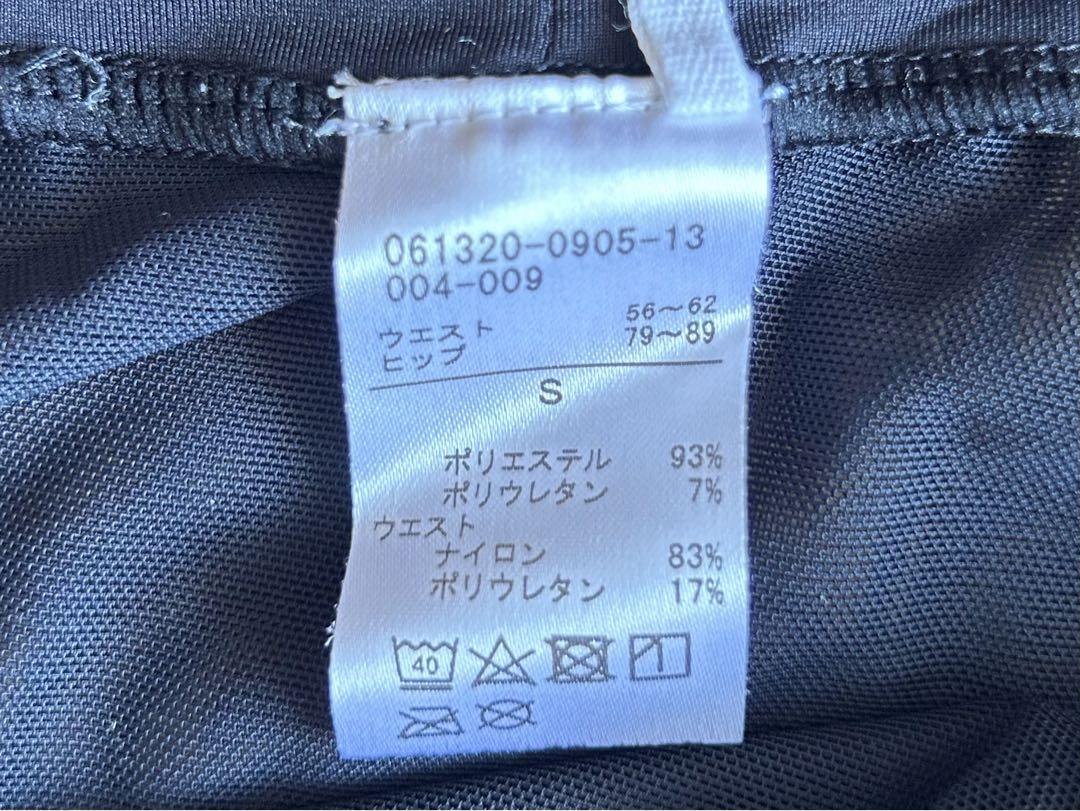 061320-0905-13
004-009
ウエスト 56～62
ヒップ 79～89
S
ポリエステル 93%
ポリウレタン 7%
ウエスト
ナイロン 83%
ポリウレタン 17%
40